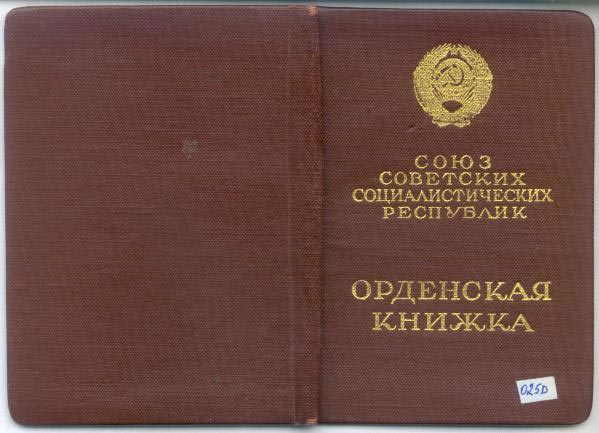 СОЮЗ
СОВЕТСКИХ
СОЦИАЛИСТИЧЕСКИХ
РЕСПУБЛИК
ОРДЕНСКАЯ
КНИЖКА
025D